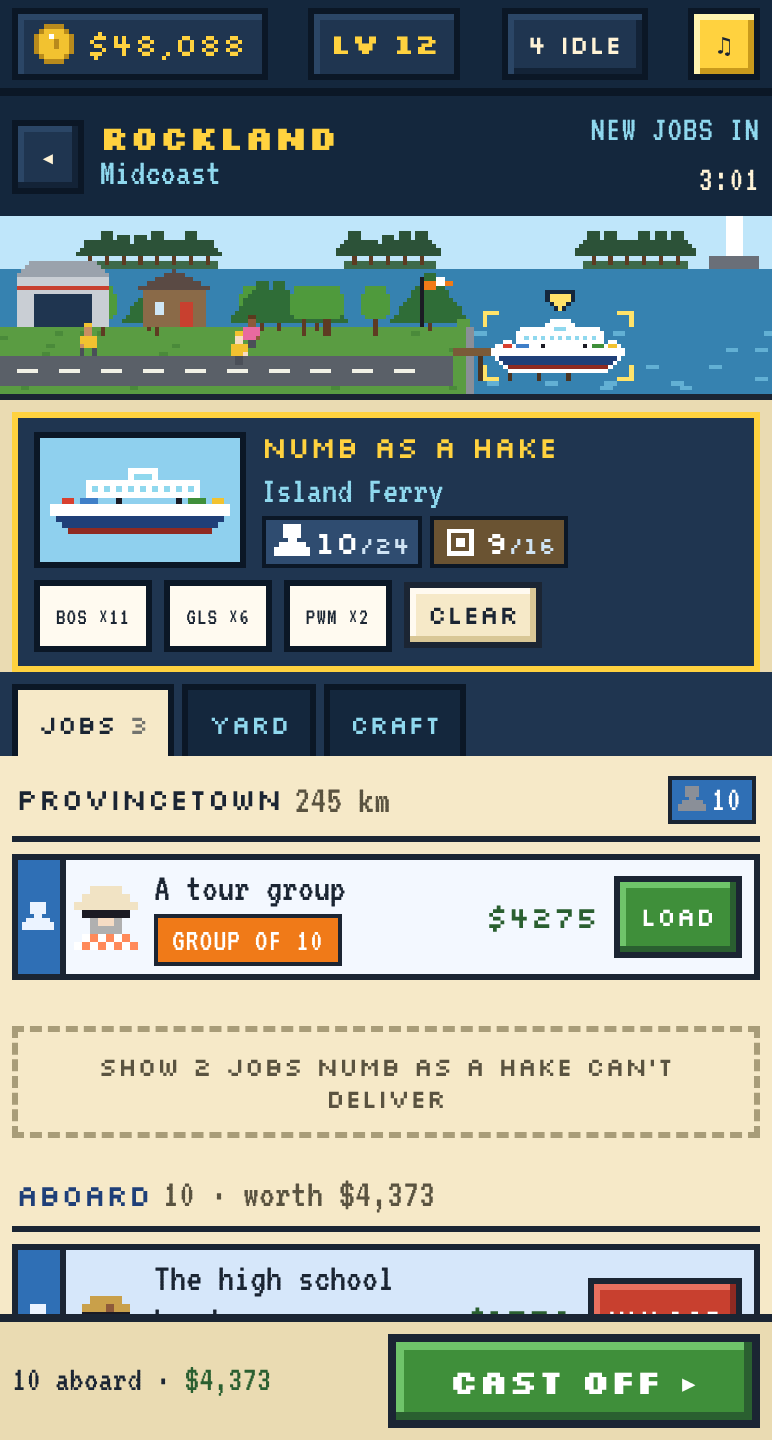 $48,088
LV 12
4 IDLE
♫
◂
ROCKLAND
Midcoast
NEW JOBS IN
3:01
NUMB AS A HAKE
Island Ferry
10/24
9/16
BOS x11
GLS x6
PWM x2
CLEAR
JOBS 3
YARD
CRAFT
PROVINCETOWN 245 km
10
A tour group
GROUP OF 10
$4275
LOAD
SHOW 2 JOBS NUMB AS A HAKE CAN'T
DELIVER
ABOARD 10 · worth $4,373
The high school
10 aboard · $4,373
CAST OFF ▸